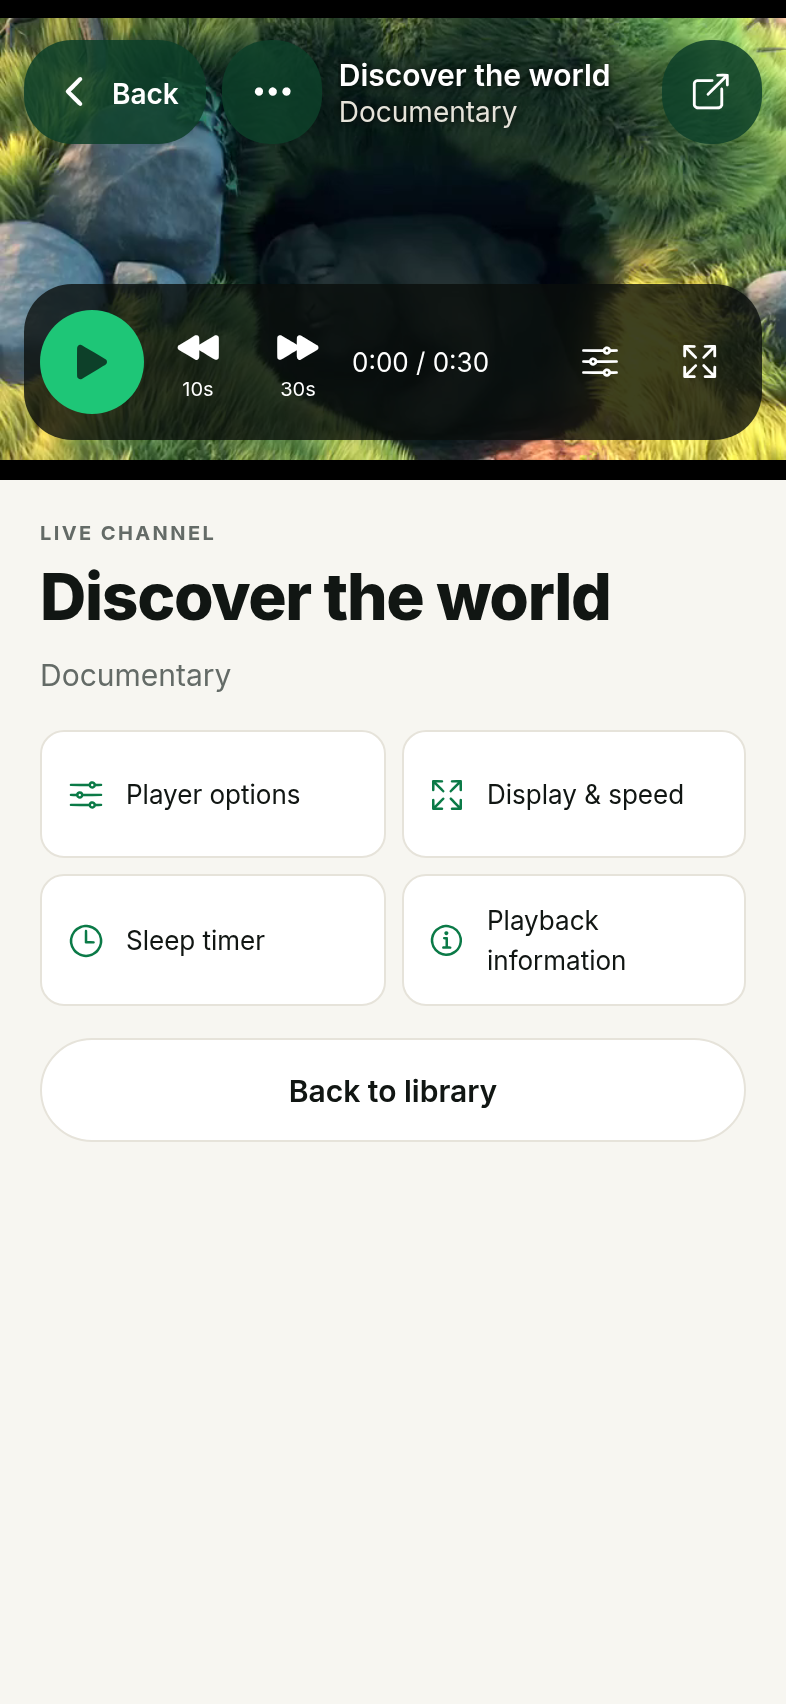 Back
Discover the world
Documentary
10s
30s
0:00 / 0:30
LIVE CHANNEL
Discover the world
Documentary
Player options
Display & speed
Sleep timer
Playback
information
Back to library